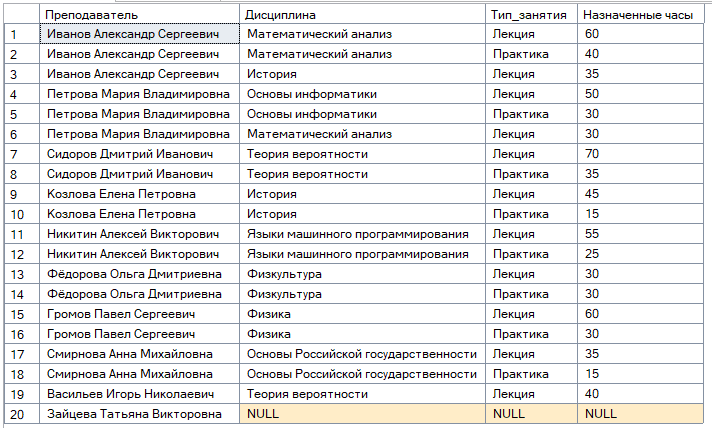 Преподаватель Дисциплина Тип_занятия Назначенные часы
1 Иванов Александр Сергеевич Математический анализ Лекция 60
2 Иванов Александр Сергеевич Математический анализ Практика 40
3 Иванов Александр Сергеевич История Лекция 35
4 Петрова Мария Владимировна Основы информатики Лекция 50
5 Петрова Мария Владимировна Основы информатики Практика 30
6 Петрова Мария Владимировна Математический анализ Лекция 30
7 Сидоров Дмитрий Иванович Теория вероятности Лекция 70
8 Сидоров Дмитрий Иванович Теория вероятности Практика 35
9 Козлова Елена Петровна История Лекция 45
10 Козлова Елена Петровна История Практика 15
11 Никитин Алексей Викторович Языки машинного программирования Лекция 55
12 Никитин Алексей Викторович Языки машинного программирования Практика 25
13 Фёдорова Ольга Дмитриевна Физкультура Лекция 30
14 Фёдорова Ольга Дмитриевна Физкультура Практика 30
15 Громов Павел Сергеевич Физика Лекция 60
16 Громов Павел Сергеевич Физика Практика 30
17 Смирнова Анна Михайловна Основы Российской государственности Лекция 35
18 Смирнова Анна Михайловна Основы Российской государственности Практика 15
19 Васильев Игорь Николаевич Теория вероятности Лекция 40
20 Зайцева Татьяна Викторовна NULL NULL NULL